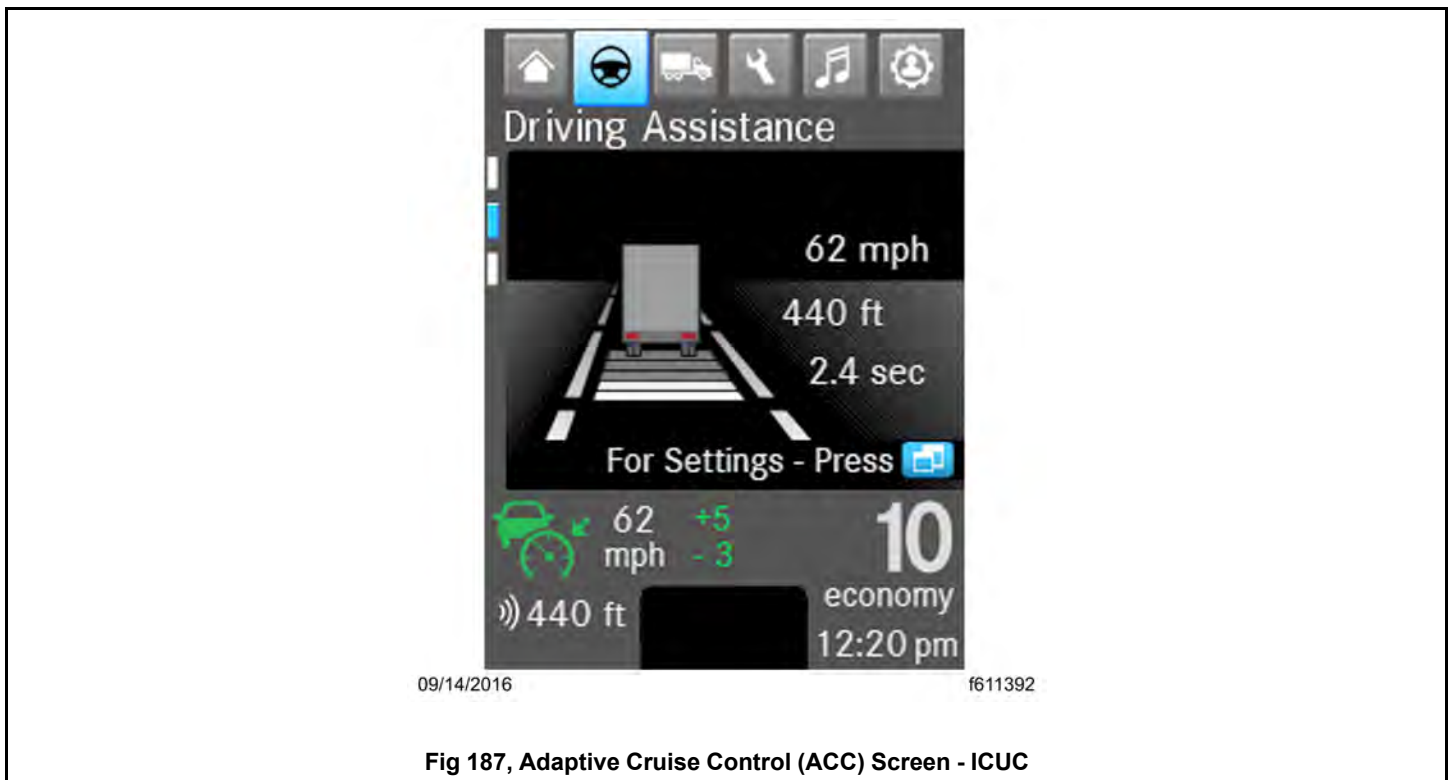 Driving Assistance
62 mph
440 ft
2.4 sec
For Settings - Press
62 +5
mph - 3
10
economy
440 ft
12:20 pm
09/14/2016 f611392
Fig 187, Adaptive Cruise Control (ACC) Screen - ICUC